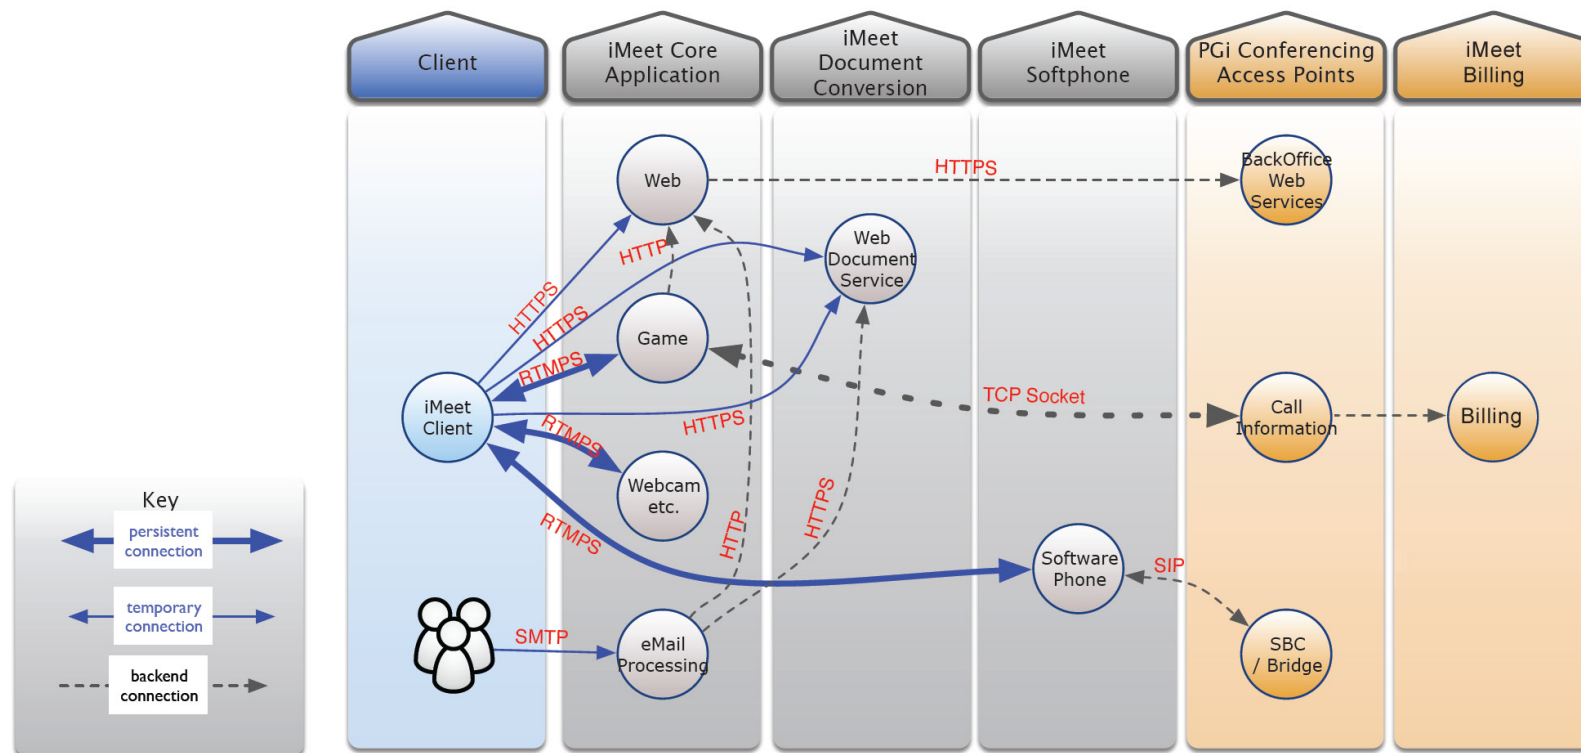 Client
iMeet Core
Application
iMeet
Document
Conversion
iMeet
Softphone
PGi Conferencing
Access Points
iMeet
Billing
Web
HTTPS
BackOffice
Web
Services
HTTP
Web
Document
Service
HTTPS
HTTPS
Game
RTMPS
iMeet
Client
HTTPS
TCP Socket
Call
Information
Billing
RTMPS
Webcam
etc.
HTTPS
RTMPS
HTTP
Software
Phone
SIP
SMTP
eMail
Processing
SBC
/ Bridge
Key
persistent
connection
temporary
connection
backend
connection